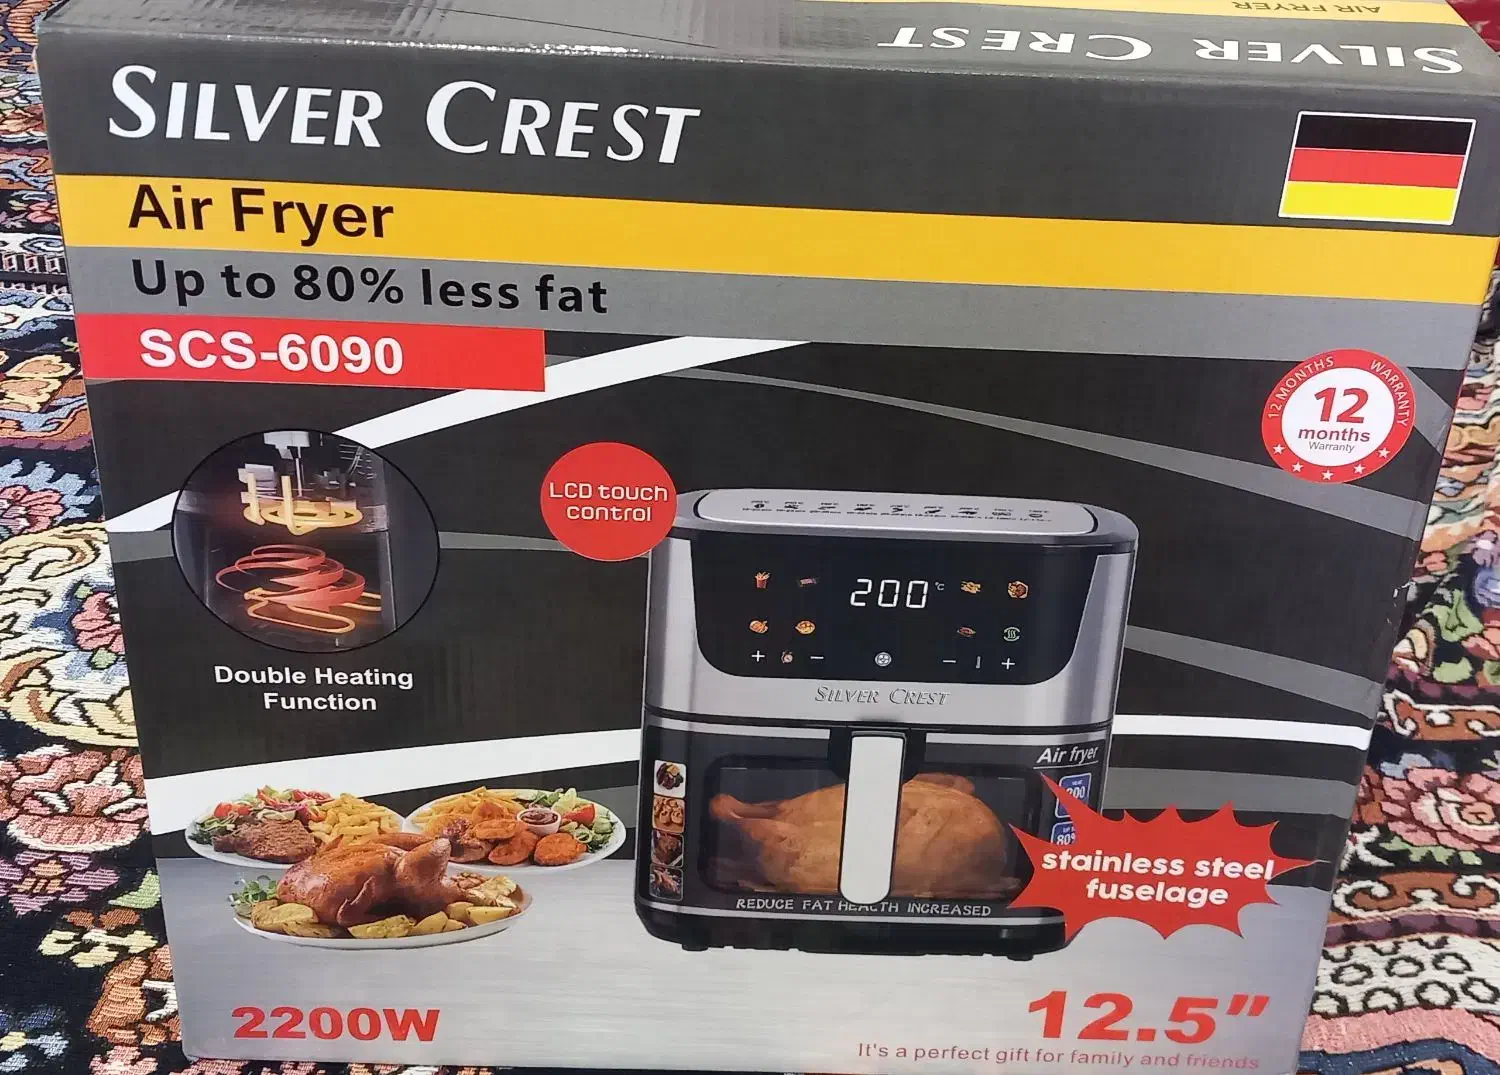 AIR FRYER
SILVER CREST
SILVER CREST
Air Fryer
Up to 80% less fat
SCS-6090
12 MONTHS WARRANTY
12
months
Warranty
LCD touch
control
200 °C
+ - - +
SILVER CREST
Double Heating
Function
Air fryer
200
80%
REDUCE FAT HEALTH INCREASED
stainless steel
fuselage
2200W
12.5"
It's a perfect gift for family and friends